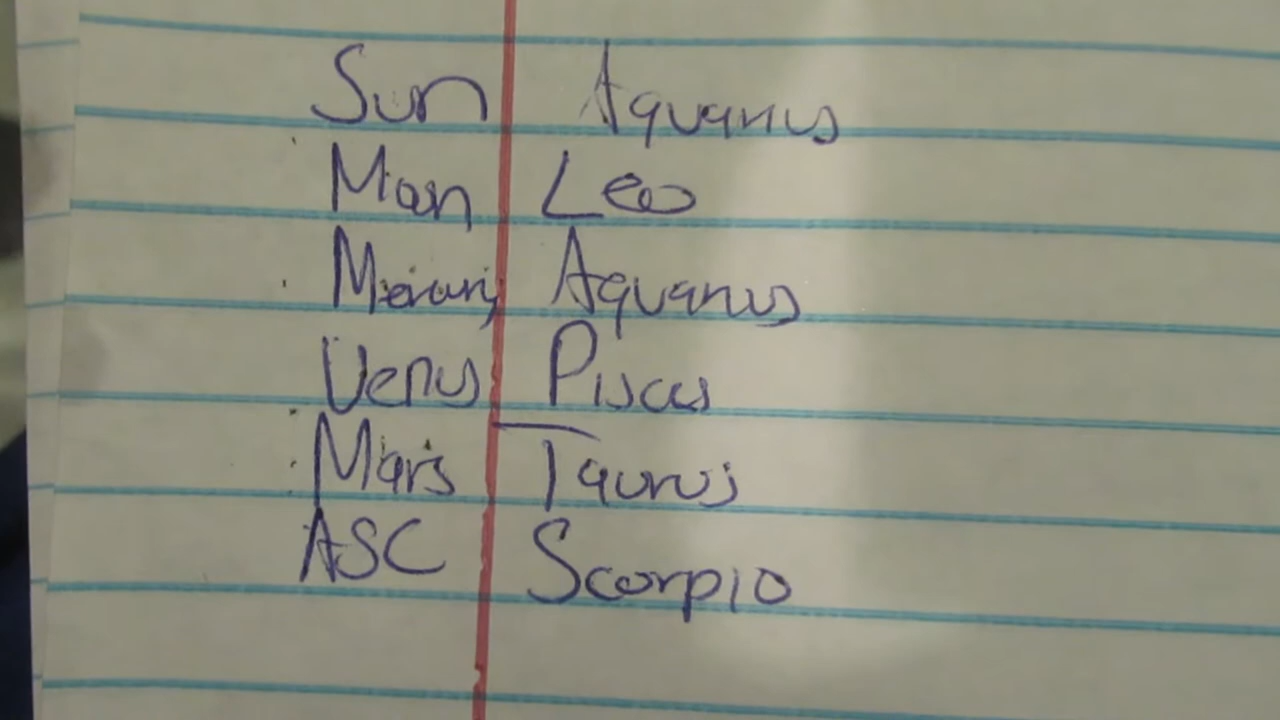 Sun Aquarius
Moon Leo
Mercury Aquarius
Venus Pisces
Mars Taurus
ASC Scorpio